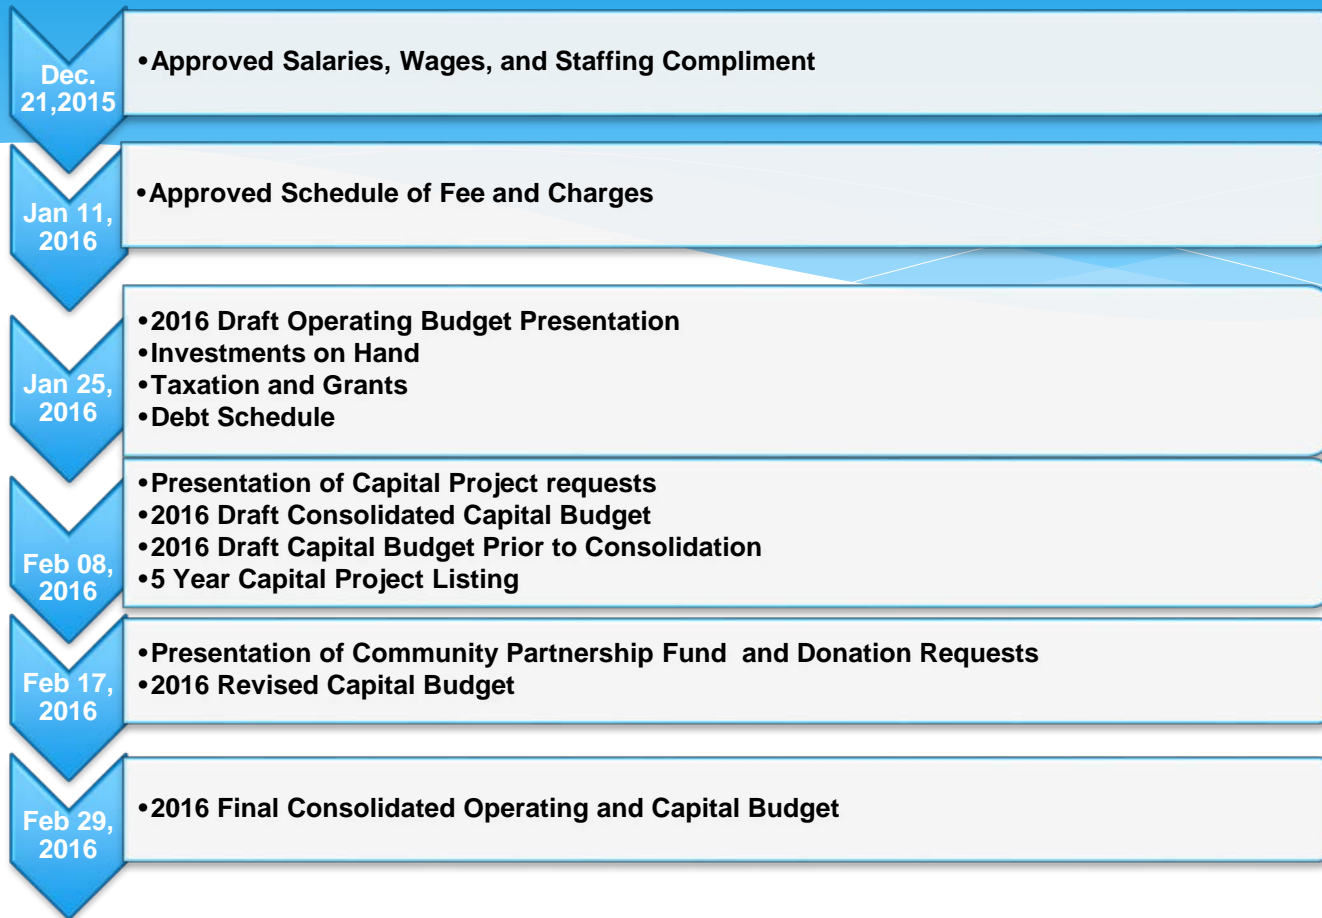 Dec.
21,2015
•Approved Salaries, Wages, and Staffing Compliment
Jan 11,
2016
•Approved Schedule of Fee and Charges
Jan 25,
2016
•2016 Draft Operating Budget Presentation
•Investments on Hand
•Taxation and Grants
•Debt Schedule
Feb 08,
2016
•Presentation of Capital Project requests
•2016 Draft Consolidated Capital Budget
•2016 Draft Capital Budget Prior to Consolidation
•5 Year Capital Project Listing
Feb 17,
2016
•Presentation of Community Partnership Fund  and Donation Requests
•2016 Revised Capital Budget
Feb 29,
2016
•2016 Final Consolidated Operating and Capital Budget